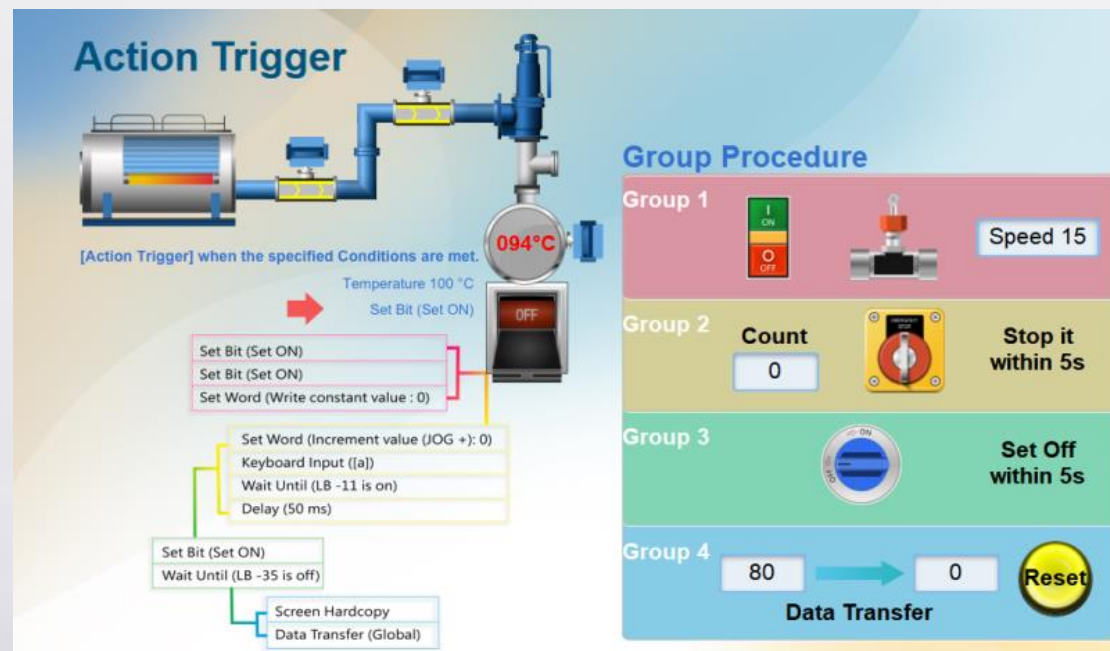 Action Trigger
094°C
[Action Trigger] when the specified Conditions are met.
Temperature 100 °C
Set Bit (Set ON)
OFF
Set Bit (Set ON)
Set Bit (Set ON)
Set Word (Write constant value : 0)
Set Word (Increment value (JOG +): 0)
Keyboard Input ([a])
Wait Until (LB -11 is on)
Delay (50 ms)
Set Bit (Set ON)
Wait Until (LB -35 is off)
Screen Hardcopy
Data Transfer (Global)
Group Procedure
Group 1
I
ON
O
OFF
Speed 15
Group 2
Count
0
EMERGENCY
STOP
Stop it
within 5s
Group 3
ON
OFF
Set Off
within 5s
Group 4
80
0
Reset
Data Transfer